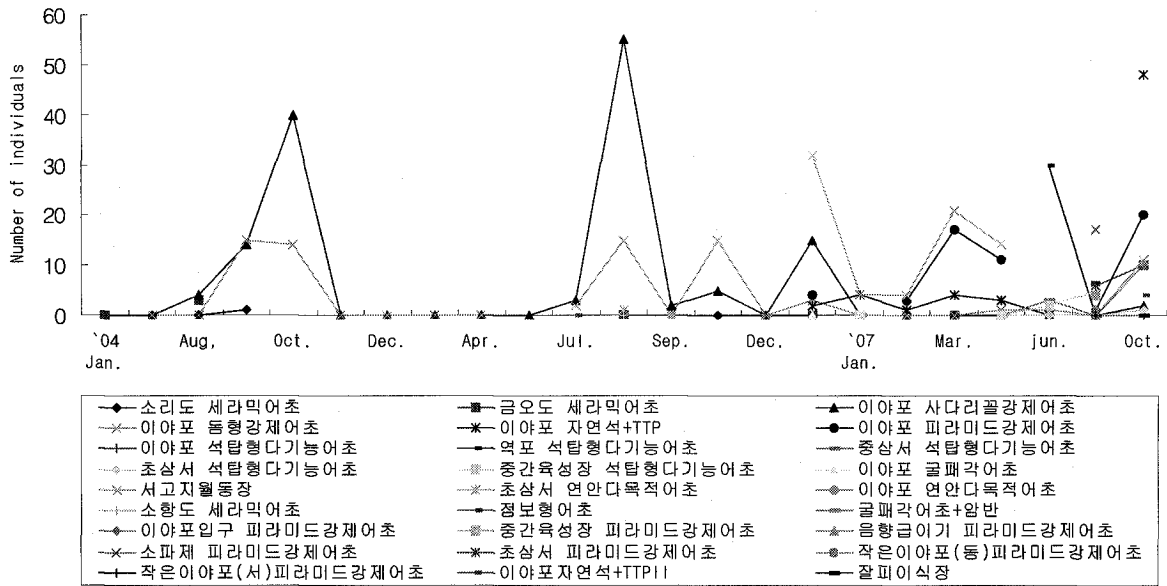 60
50
40
30
20
10
0
Number of individuals
`04 Aug, Oct. Dec. Apr. Jul. Sep. Dec. `07 Mar. jun. Oct.
Jan. Jan.
소리도 세라믹어초 금오도 세라믹어초 이야포 사다리꼴강제어초
이야포 돔형강제어초 이야포 자연석+TTP 이야포 피라미드강제어초
이야포 석탑형다기능어초 역포 석탑형다기능어초 중삼서 석탑형다기능어초
초삼서 석탑형다기능어초 중간육성장 석탑형다기능어초 이야포 굴패각어초
서고지월동장 초삼서 연안다목적어초 이야포 연안다목적어초
소항도 세라믹어초 정보형어초 굴패각어초+암반
이야포입구 피라미드강제어초 중간육성장 피라미드강제어초 음향급이기 피라미드강제어초
소파제 피라미드강제어초 초삼서 피라미드강제어초 작은이야포(동)피라미드강제어초
작은이야포(서)피라미드강제어초 이야포자연석+TTPII 잘피이식장